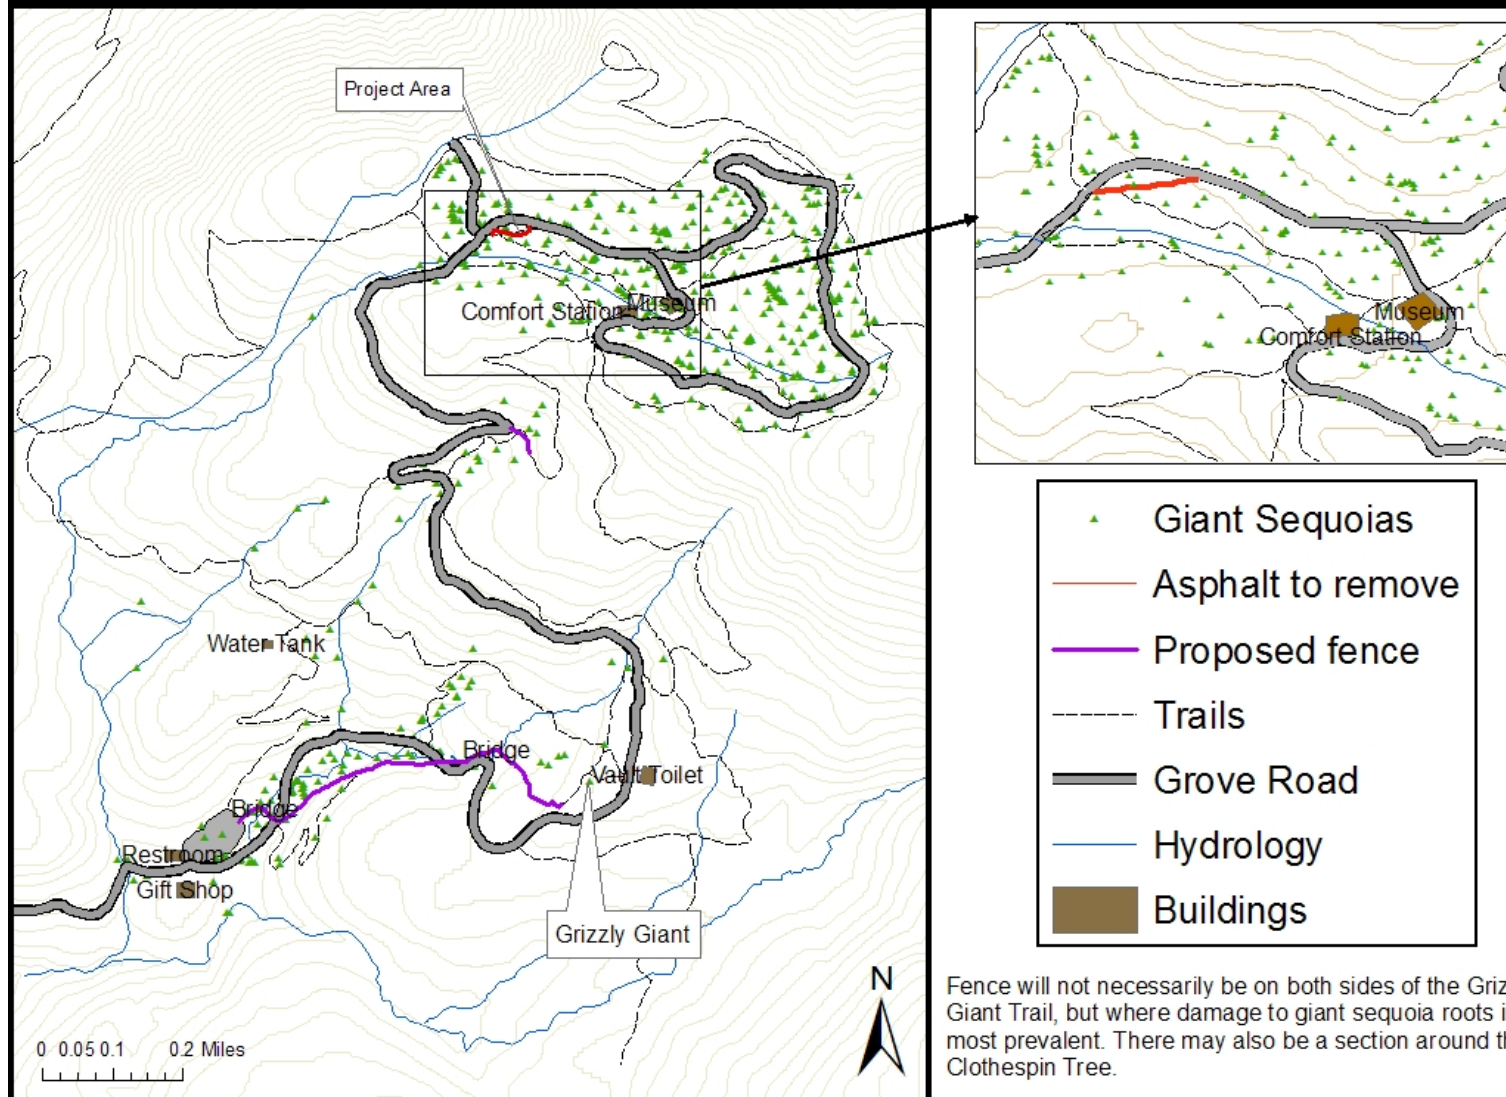 Project Area
Comfort Station
Museum
Water Tank
Bridge
Vault Toilet
Bridge
Restroom
Gift Shop
Grizzly Giant
N
0 0.05 0.1 0.2 Miles
Museum
Comfort Station
Giant Sequoias
Asphalt to remove
Proposed fence
Trails
Grove Road
Hydrology
Buildings
Fence will not necessarily be on both sides of the Griz
Giant Trail, but where damage to giant sequoia roots i
most prevalent. There may also be a section around th
Clothespin Tree.